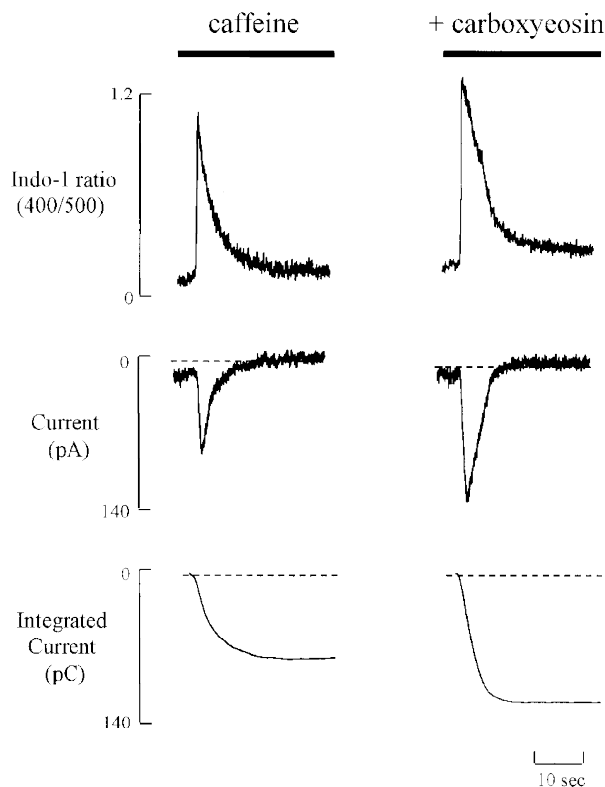 caffeine
+ carboxyeosin
1.2
Indo-1 ratio
(400/500)
0
0
Current
(pA)
140
0
Integrated
Current
(pC)
140
10 sec